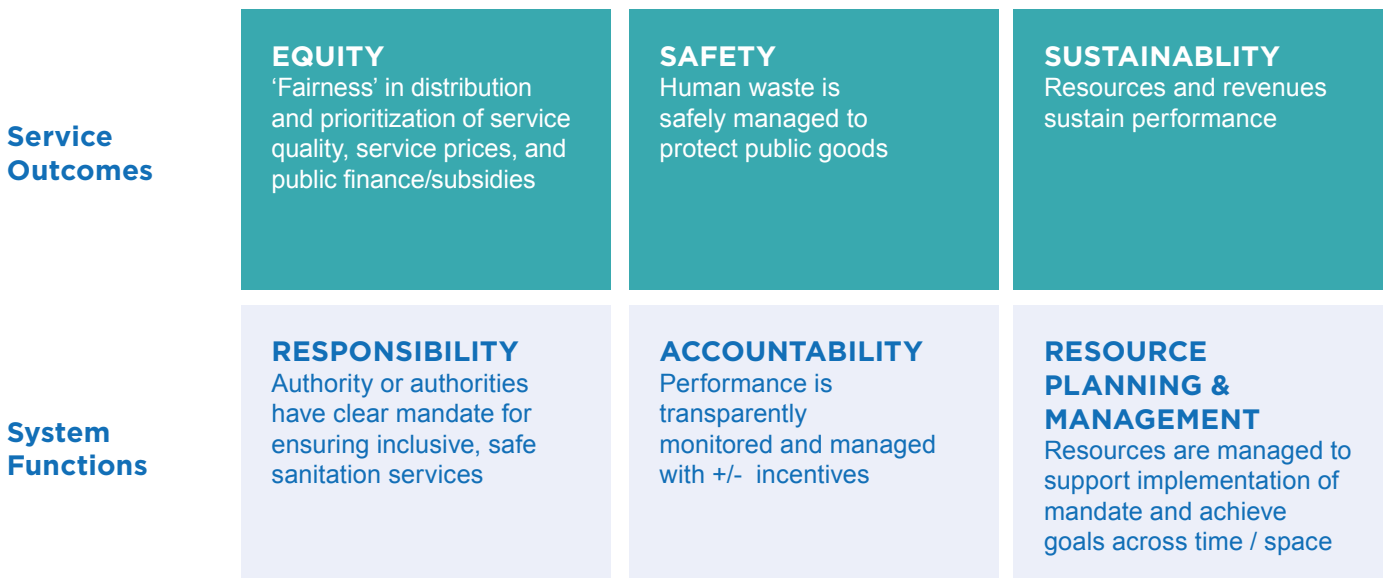 Service
Outcomes
EQUITY
‘Fairness’ in distribution
and prioritization of service
quality, service prices, and
public finance/subsidies
SAFETY
Human waste is
safely managed to
protect public goods
SUSTAINABLITY
Resources and revenues
sustain performance
System
Functions
RESPONSIBILITY
Authority or authorities
have clear mandate for
ensuring inclusive, safe
sanitation services
ACCOUNTABILITY
Performance is
transparently
monitored and managed
with +/- incentives
RESOURCE
PLANNING &
MANAGEMENT
Resources are managed to
support implementation of
mandate and achieve
goals across time / space